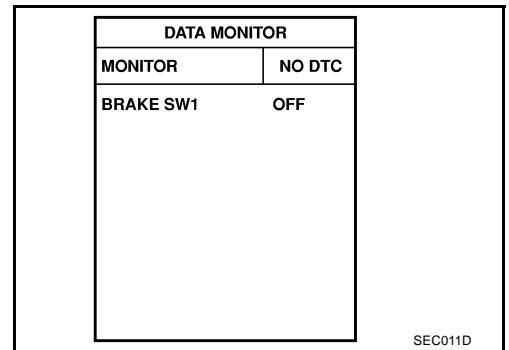 DATA MONITOR
MONITOR NO DTC
BRAKE SW1 OFF
SEC011D